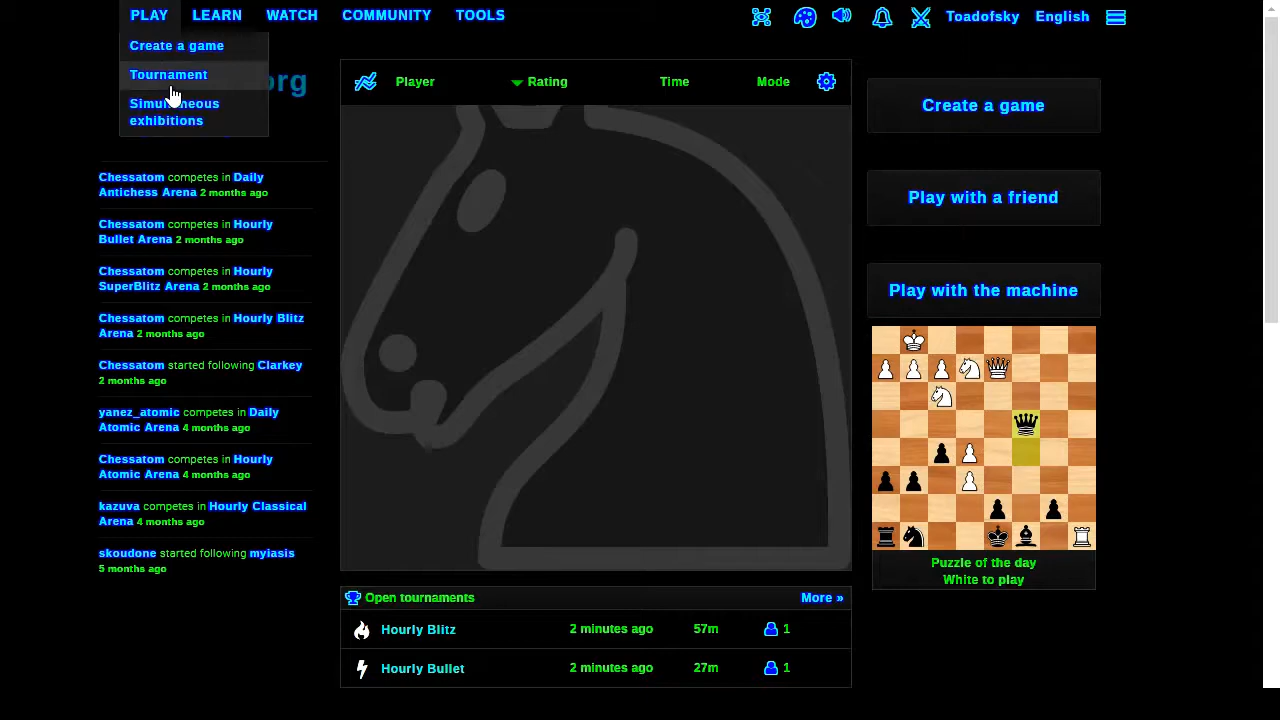 PLAY LEARN WATCH COMMUNITY TOOLS Toadofsky English
Create a game
Tournament
Simultaneous
exhibitions
org
Chessatom competes in Daily
Antichess Arena 2 months ago
Chessatom competes in Hourly
Bullet Arena 2 months ago
Chessatom competes in Hourly
SuperBlitz Arena 2 months ago
Chessatom competes in Hourly Blitz
Arena 2 months ago
Chessatom started following Clarkey
2 months ago
yanez_atomic competes in Daily
Atomic Arena 4 months ago
Chessatom competes in Hourly
Atomic Arena 4 months ago
kazuva competes in Hourly Classical
Arena 4 months ago
skoudone started following myiasis
5 months ago
Player Rating Time Mode
Open tournaments More »
Hourly Blitz 2 minutes ago 57m 1
Hourly Bullet 2 minutes ago 27m 1
Create a game
Play with a friend
Play with the machine
Puzzle of the day
White to play